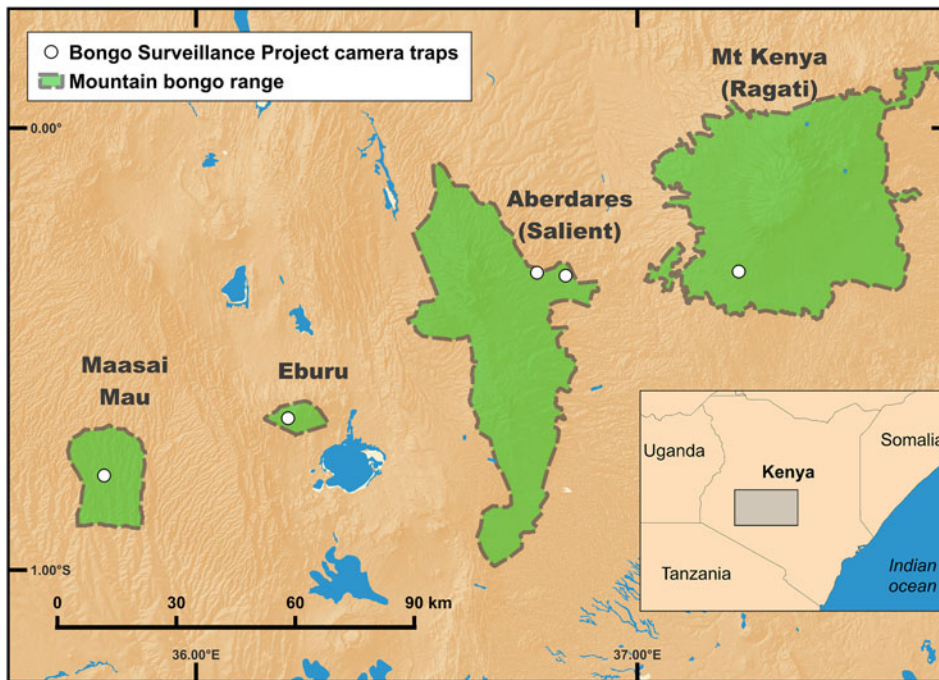 Bongo Surveillance Project camera traps
Mountain bongo range
Mt Kenya
(Ragati)
0.00°
Aberdares
(Salient)
Maasai
Mau
Eburu
Uganda
Somalia
Kenya
Tanzania
Indian
ocean
1.00°S
0 30 60 90 km
36.00°E
37.00°E